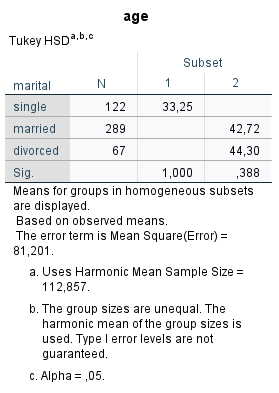 age
Tukey HSDa,b,c
marital N Subset
1 2
single 122 33,25
married 289 42,72
divorced 67 44,30
Sig. 1,000 ,388
Means for groups in homogeneous subsets
are displayed.
Based on observed means.
The error term is Mean Square(Error) =
81,201.
a. Uses Harmonic Mean Sample Size =
112,857.
b. The group sizes are unequal. The
harmonic mean of the group sizes is
used. Type I error levels are not
guaranteed.
c. Alpha = ,05.